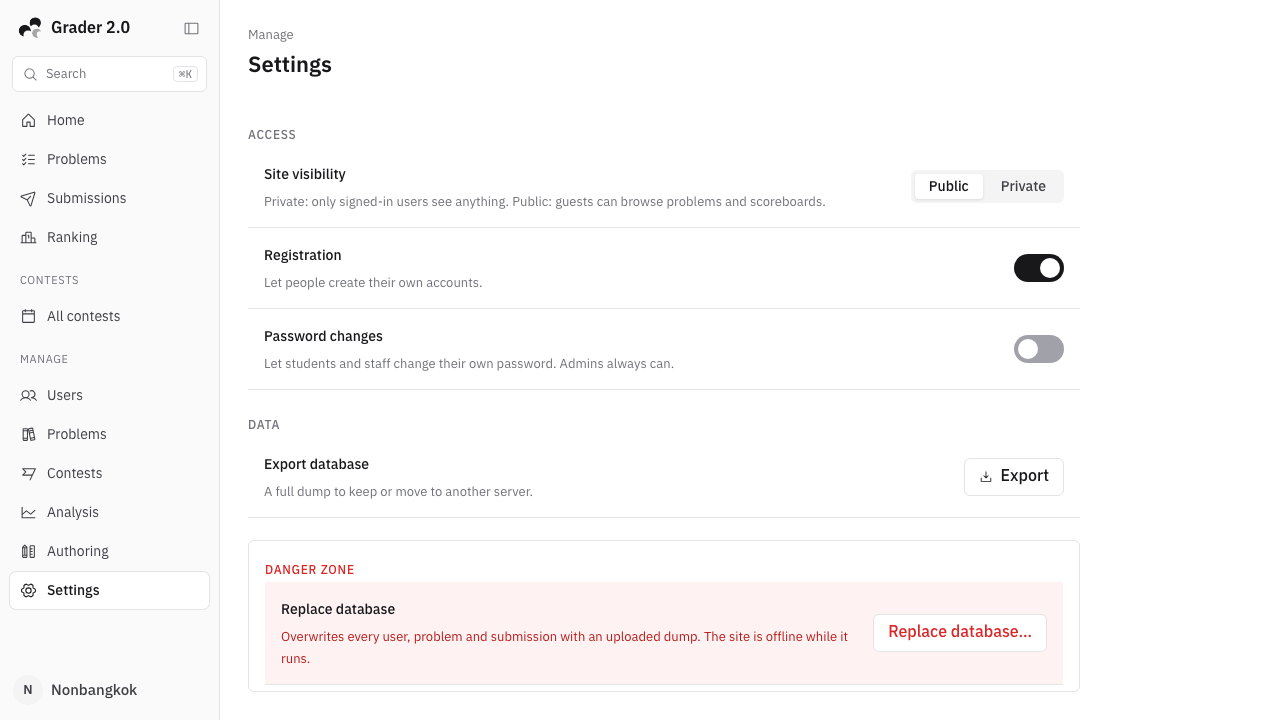 Grader 2.0
Search
⌘K
Home
Problems
Submissions
Ranking
CONTESTS
All contests
MANAGE
Users
Problems
Contests
Analysis
Authoring
Settings
N
Nonbangkok
Manage
Settings
ACCESS
Site visibility
Private: only signed-in users see anything. Public: guests can browse problems and scoreboards.
Public
Private
Registration
Let people create their own accounts.
Password changes
Let students and staff change their own password. Admins always can.
DATA
Export database
A full dump to keep or move to another server.
Export
DANGER ZONE
Replace database
Overwrites every user, problem and submission with an uploaded dump. The site is offline while it
runs.
Replace database...